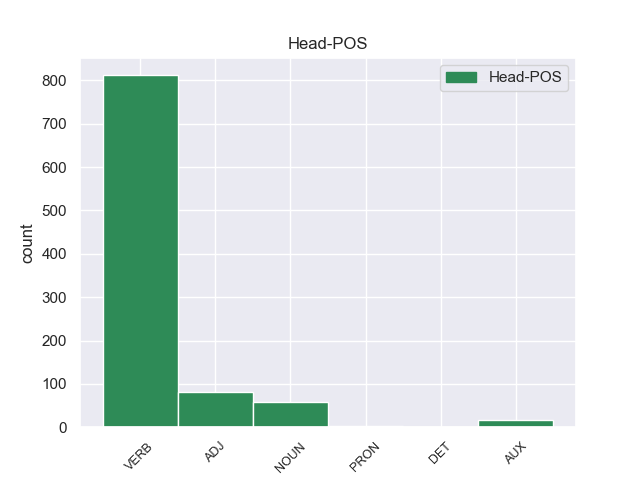 Head-POS
Head-POS
800
700
600
500
400
300
200
100
0
count
VERB
ADJ
NOUN
PRON
DET
AUX